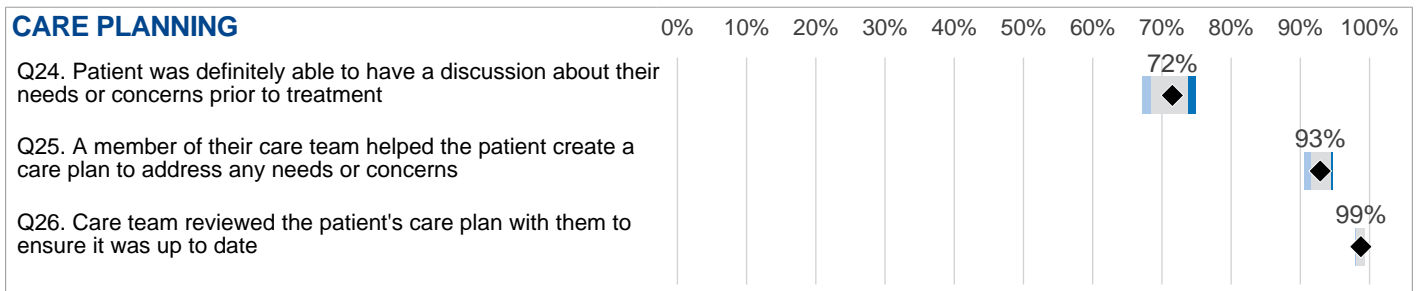 CARE PLANNING 0% 10% 20% 30% 40% 50% 60% 70% 80% 90% 100%
Q24. Patient was definitely able to have a discussion about their
needs or concerns prior to treatment
72%
Q25. A member of their care team helped the patient create a
care plan to address any needs or concerns
93%
Q26. Care team reviewed the patient's care plan with them to
ensure it was up to date
99%